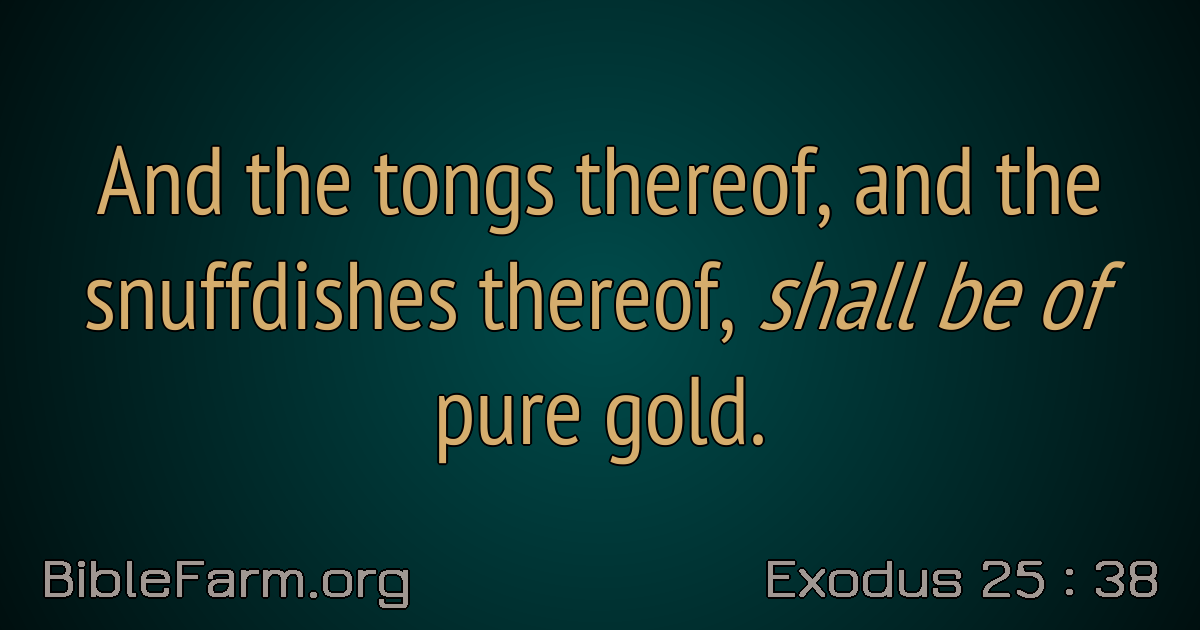 And the tongs thereof, and the
snuffdishes thereof, shall be of
pure gold.
BibleFarm.org
Exodus 25 : 38